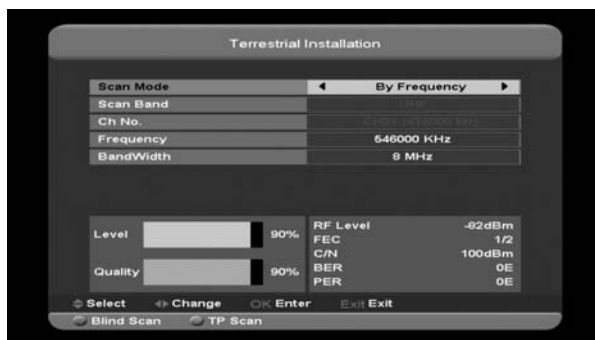 Terrestrial Installation
Scan Mode By Frequency
Scan Band UHF
Ch No.
Frequency 546000 KHz
BandWidth 8 MHz
Level 90%
Quality 90%
RF Level -82dBm
FEC 1/2
C/N 100dBm
BER 0E
PER 0E
Select Change OK Enter Exit Exit
Blind Scan TP Scan